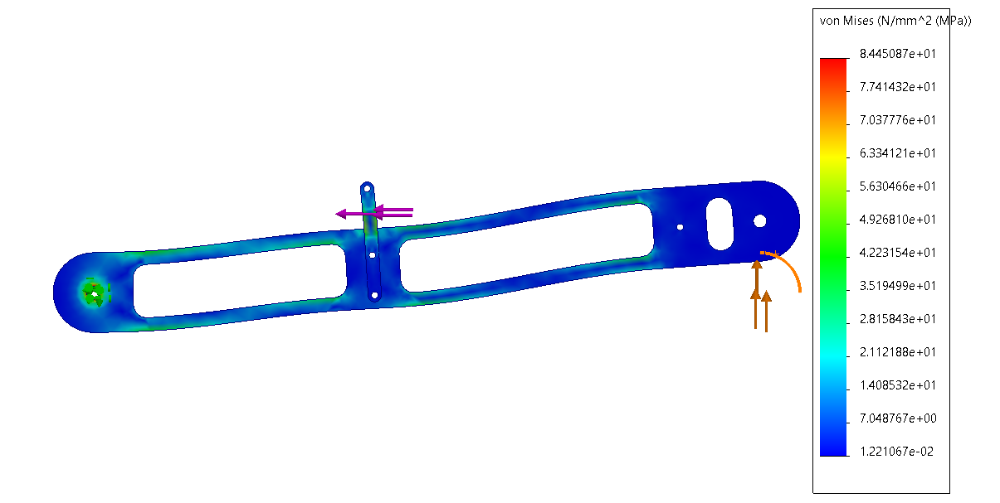 von Mises (N/mm^2 (MPa))
8.445087e+01
7.741432e+01
7.037776e+01
6.334121e+01
5.630466e+01
4.926810e+01
4.223154e+01
3.519499e+01
2.815843e+01
2.112188e+01
1.408532e+01
7.048767e+00
1.221067e-02